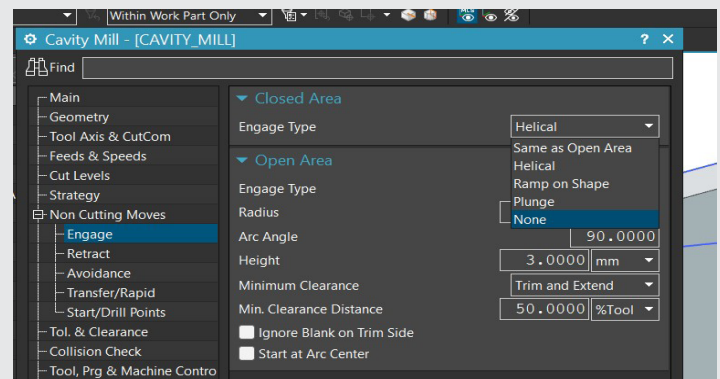 Within Work Part Only
MCS
Cavity Mill - [CAVITY_MILL]
? ×
Find
Main
Geometry
Tool Axis & CutCom
Feeds & Speeds
Cut Levels
Strategy
Non Cutting Moves
Engage
Retract
Avoidance
Transfer/Rapid
Start/Drill Points
Tol. & Clearance
Collision Check
Tool, Prg & Machine Contro
Closed Area
Engage Type Helical
Same as Open Area
Helical
Ramp on Shape
Plunge
None
Open Area
Engage Type
Radius
Arc Angle 90.0000
Height 3.0000 mm
Minimum Clearance Trim and Extend
Min. Clearance Distance 50.0000 %Tool
Ignore Blank on Trim Side
Start at Arc Center